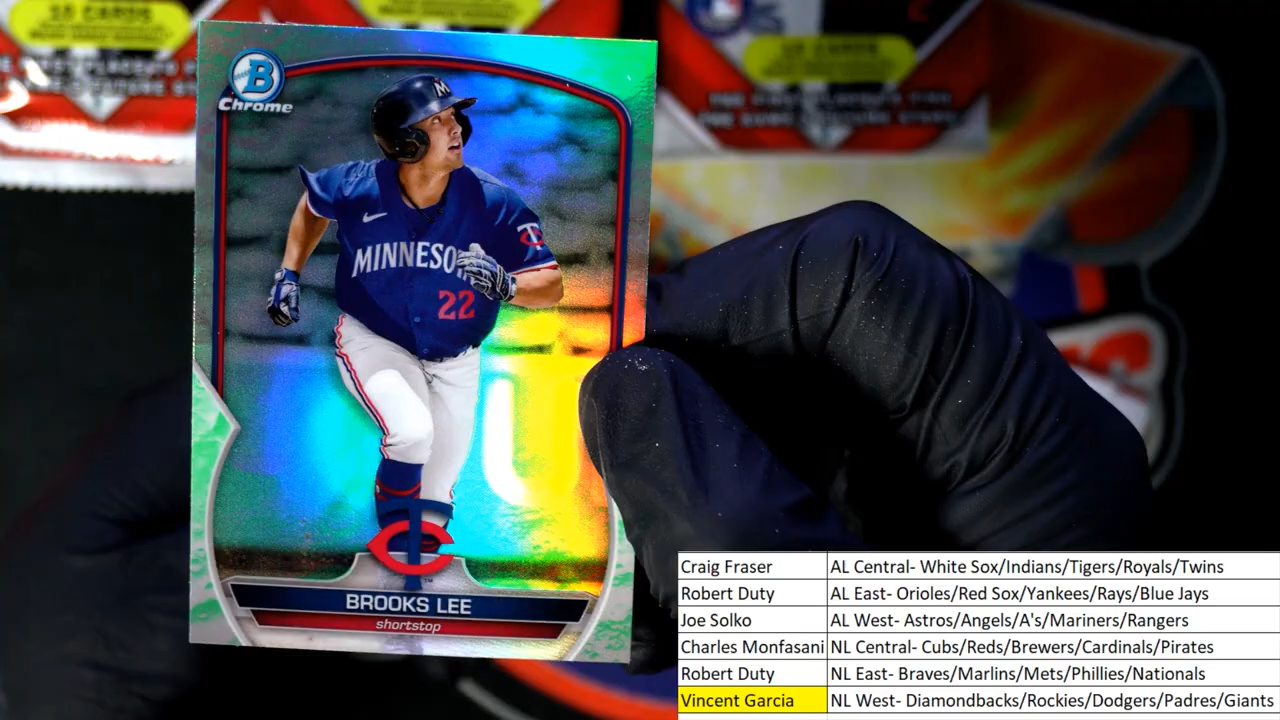 10 CARDS
B
Chrome
M
MINNESO
22
TC
BROOKS LEE
shortstop
Craig Fraser AL Central- White Sox/Indians/Tigers/Royals/Twins
Robert Duty AL East- Orioles/Red Sox/Yankees/Rays/Blue Jays
Joe Solko AL West- Astros/Angels/A's/Mariners/Rangers
Charles Monfasani NL Central- Cubs/Reds/Brewers/Cardinals/Pirates
Robert Duty NL East- Braves/Marlins/Mets/Phillies/Nationals
Vincent Garcia NL West- Diamondbacks/Rockies/Dodgers/Padres/Giants